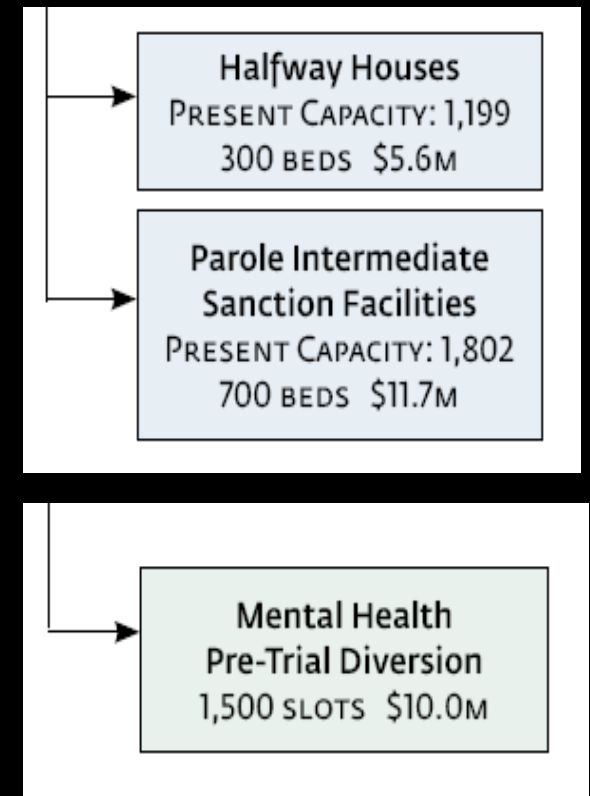 Halfway Houses
PRESENT CAPACITY: 1,199
300 BEDS $5.6M
Parole Intermediate
Sanction Facilities
PRESENT CAPACITY: 1,802
700 BEDS $11.7M
Mental Health
Pre-Trial Diversion
1,500 SLOTS $10.0M